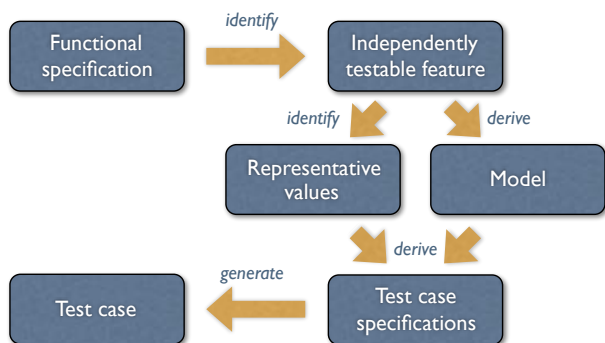 identify
Functional
specification
Independently
testable feature
identify
derive
Representative
values
Model
derive
generate
Test case
Test case
specifications